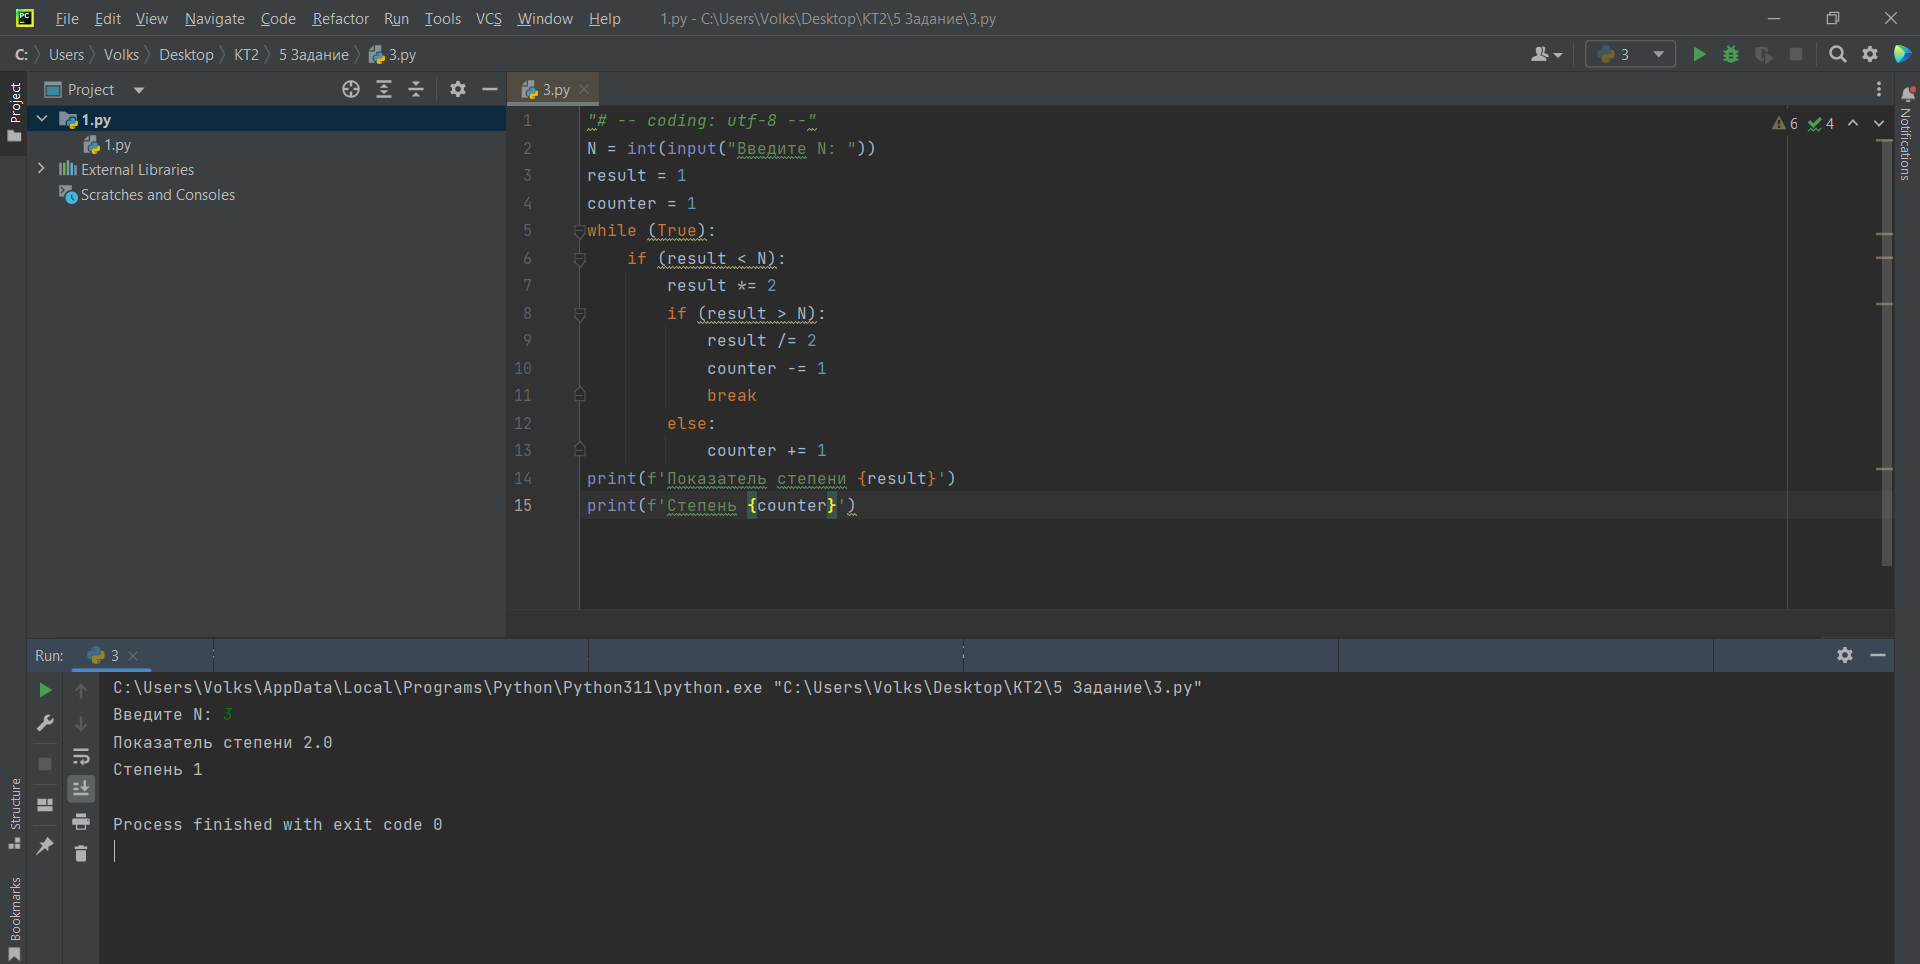 File Edit View Navigate Code Refactor Run Tools VCS Window Help 1.py - C:\Users\Volks\Desktop\KT2\5 Задание\3.py
C: Users Volks Desktop KT2 5 Задание 3.py 3
Project 3.py
1.py
1.py
External Libraries
Scratches and Consoles
Project
Structure
Bookmarks
Notifications
6 4
1 "# -- coding: utf-8 --"
2 N = int(input("Введите N: "))
3 result = 1
4 counter = 1
5 while (True):
6 if (result < N):
7 result *= 2
8 if (result > N):
9 result /= 2
10 counter -= 1
11 break
12 else:
13 counter += 1
14 print(f'Показатель степени {result}')
15 print(f'Степень {counter}')
Run: 3
C:\Users\Volks\AppData\Local\Programs\Python\Python311\python.exe "C:\Users\Volks\Desktop\KT2\5 Задание\3.py"
Введите N: 3
Показатель степени 2.0
Степень 1
Process finished with exit code 0